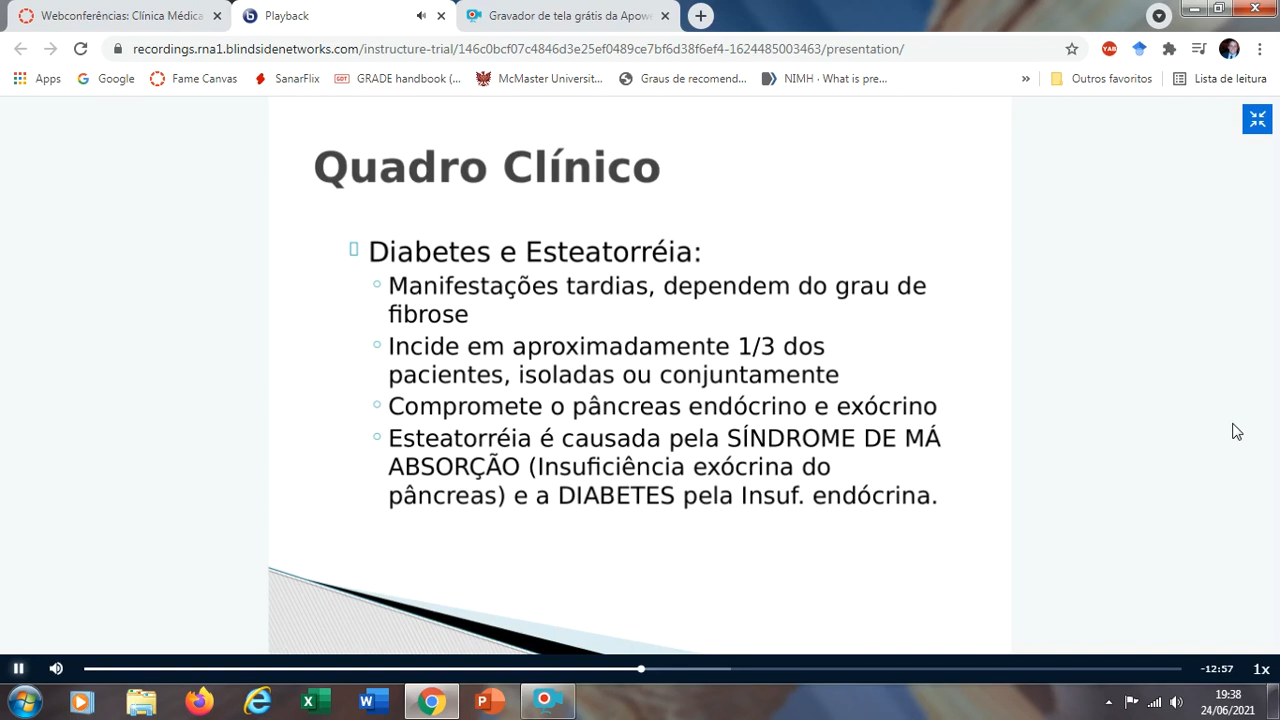 Webconferências: Clínica Médica
Playback
Gravador de tela grátis da Apowe
recordings.rna1.blindsidenetworks.com/instructure-trial/146c0bcf07c4846d3e25ef0489ce7bf6d38f6ef4-1624485003463/presentation/
YAB
Apps
Google
Fame Canvas
SanarFlix
GDT
GRADE handbook (...
McMaster Universit...
Graus de recomend...
NIMH · What is pre...
»
Outros favoritos
Lista de leitura
Quadro Clínico
Diabetes e Esteatorréia:
Manifestações tardias, dependem do grau de
fibrose
Incide em aproximadamente 1/3 dos
pacientes, isoladas ou conjuntamente
Compromete o pâncreas endócrino e exócrino
Esteatorréia é causada pela SÍNDROME DE MÁ
ABSORÇÃO (Insuficiência exócrina do
pâncreas) e a DIABETES pela Insuf. endócrina.
-12:57
1x
19:38
24/06/2021